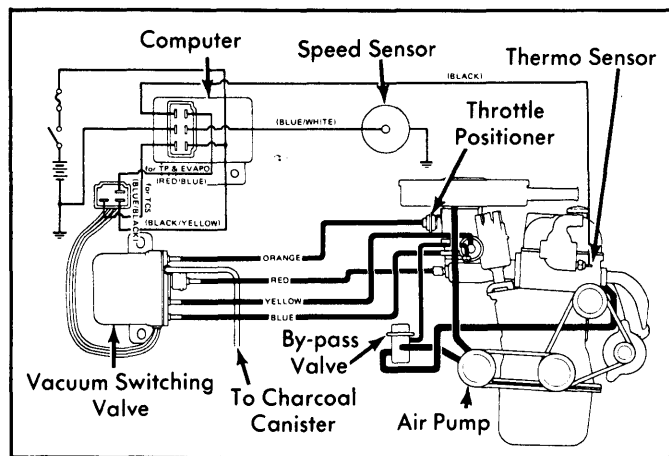 Computer
Speed Sensor
Thermo Sensor
(BLACK)
Throttle
Positioner
(BLUE/WHITE)
for TP & EVAPO
(RED/BLUE)
for TCS
(BLUE/BLACK)
(BLACK/YELLOW)
ORANGE
RED
YELLOW
BLUE
By-pass
Valve
Vacuum Switching
Valve
To Charcoal
Canister
Air Pump